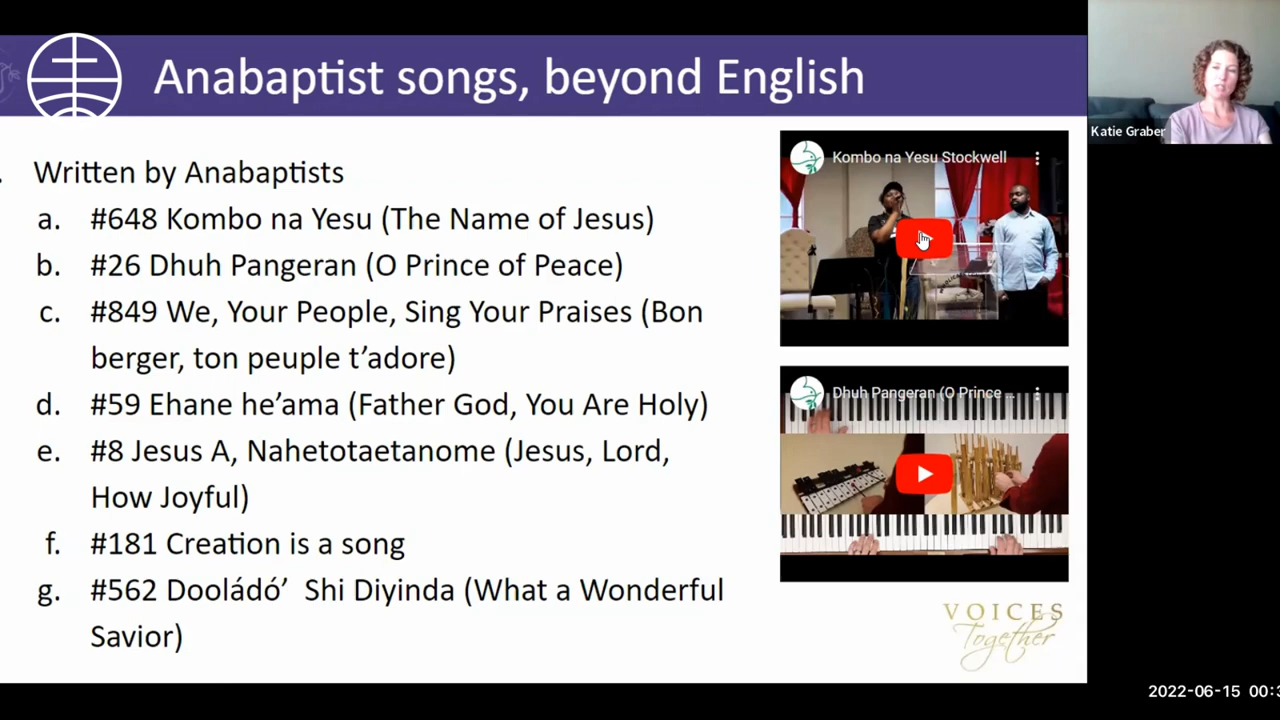 Anabaptist songs, beyond English
Katie Graber
. Written by Anabaptists
a. #648 Kombo na Yesu (The Name of Jesus)
b. #26 Dhuh Pangeran (O Prince of Peace)
c. #849 We, Your People, Sing Your Praises (Bon
berger, ton peuple t’adore)
d. #59 Ehane he’ama (Father God, You Are Holy)
e. #8 Jesus A, Nahetotaetanome (Jesus, Lord,
How Joyful)
f. #181 Creation is a song
g. #562 Dooládó’ Shi Diyinda (What a Wonderful
Savior)
Kombo na Yesu Stockwell
Dhuh Pangeran (O Prince ...
VOICES
Together
2022-06-15 00:3